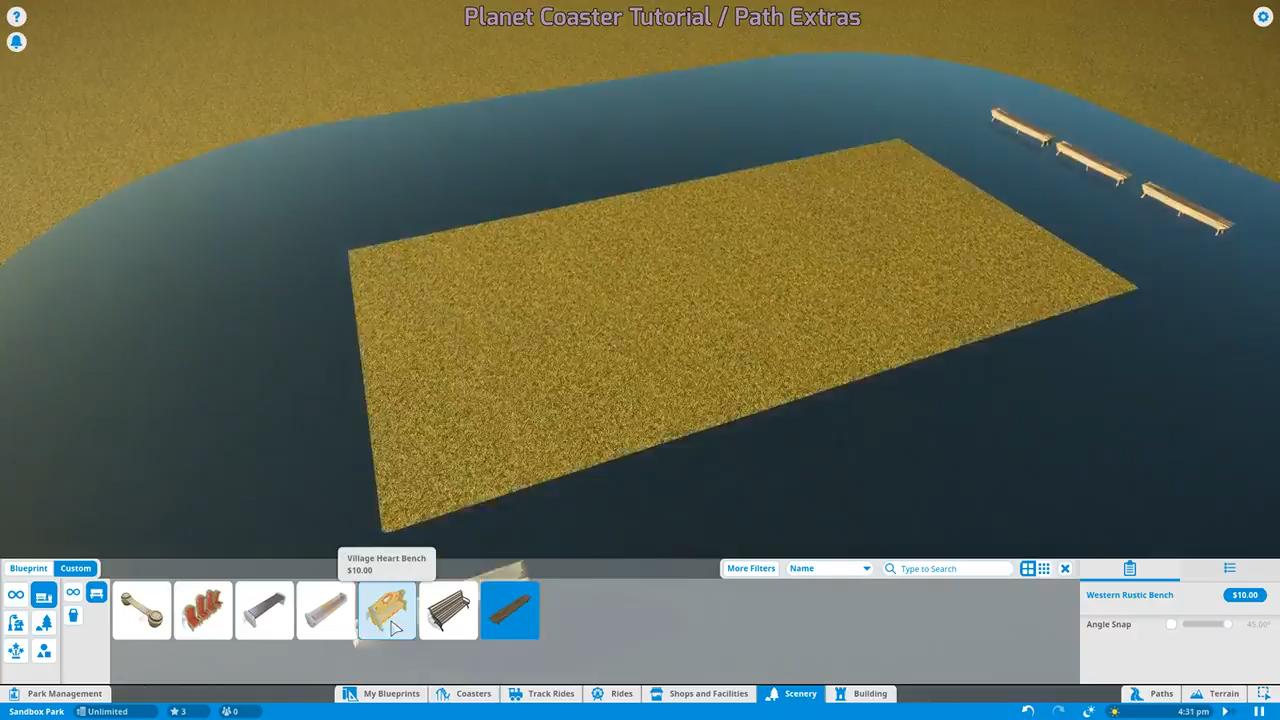 Planet Coaster Tutorial / Path Extras
?
Village Heart Bench
$10.00
Blueprint
Custom
More Filters
Name
Type to Search
Western Rustic Bench
$10.00
Angle Snap
45.00°
Park Management
My Blueprints
Coasters
Track Rides
Rides
Shops and Facilities
Scenery
Building
Paths
Terrain
Sandbox Park
Unlimited
3
0
4:31 pm